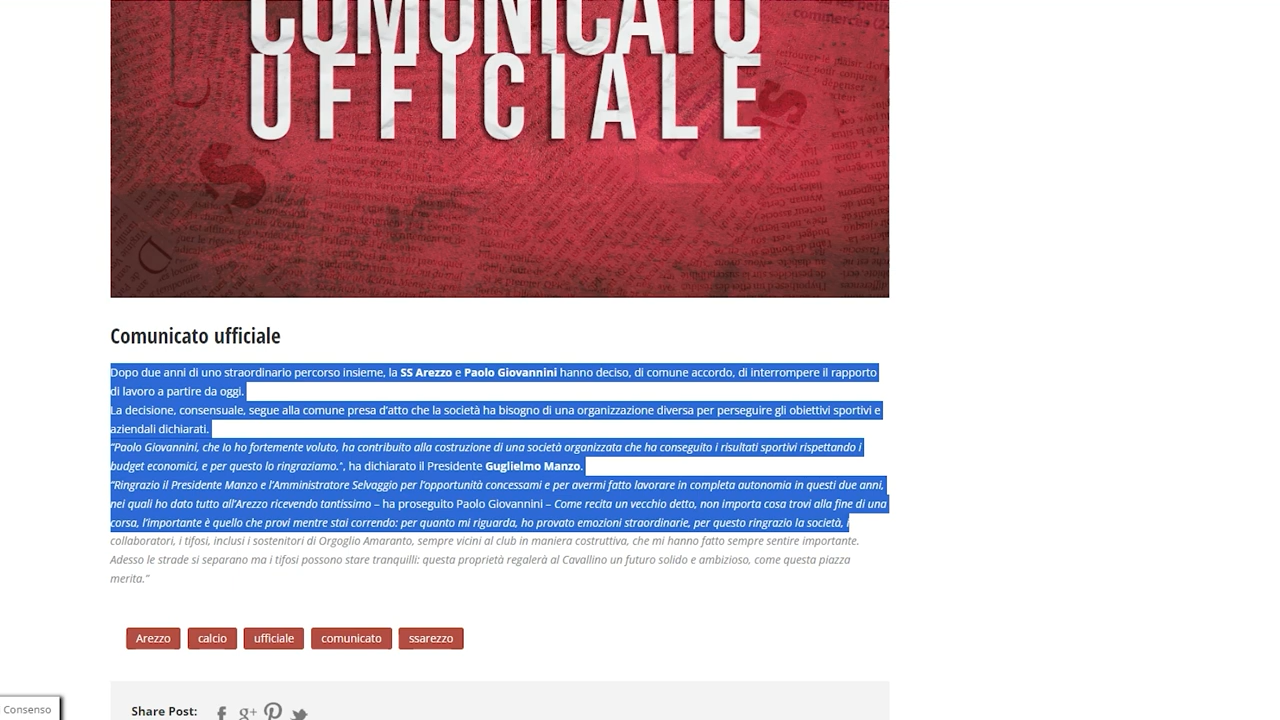 COMUNICATO
UFFICIALE
Comunicato ufficiale
Dopo due anni di uno straordinario percorso insieme, la SS Arezzo e Paolo Giovannini hanno deciso, di comune accordo, di interrompere il rapporto
di lavoro a partire da oggi.
La decisione, consensuale, segue alla comune presa d'atto che la società ha bisogno di una organizzazione diversa per perseguire gli obiettivi sportivi e
aziendali dichiarati.
"Paolo Giovannini, che Io ho fortemente voluto, ha contribuito alla costruzione di una società organizzata che ha conseguito i risultati sportivi rispettando i
budget economici, e per questo lo ringraziamo.", ha dichiarato il Presidente Guglielmo Manzo.
"Ringrazio il Presidente Manzo e l'Amministratore Selvaggio per l'opportunità concessami e per avermi fatto lavorare in completa autonomia in questi due anni,
nei quali ho dato tutto all'Arezzo ricevendo tantissimo – ha proseguito Paolo Giovannini – Come recita un vecchio detto, non importa cosa trovi alla fine di una
corsa, l'importante è quello che provi mentre stai correndo: per quanto mi riguarda, ho provato emozioni straordinarie, per questo ringrazio la società, i
collaboratori, i tifosi, inclusi i sostenitori di Orgoglio Amaranto, sempre vicini al club in maniera costruttiva, che mi hanno fatto sempre sentire importante.
Adesso le strade si separano ma i tifosi possono stare tranquilli: questa proprietà regalerà al Cavallino un futuro solido e ambizioso, come questa piazza
merita."
Arezzo calcio ufficiale comunicato ssarezzo
Consenso
Share Post: